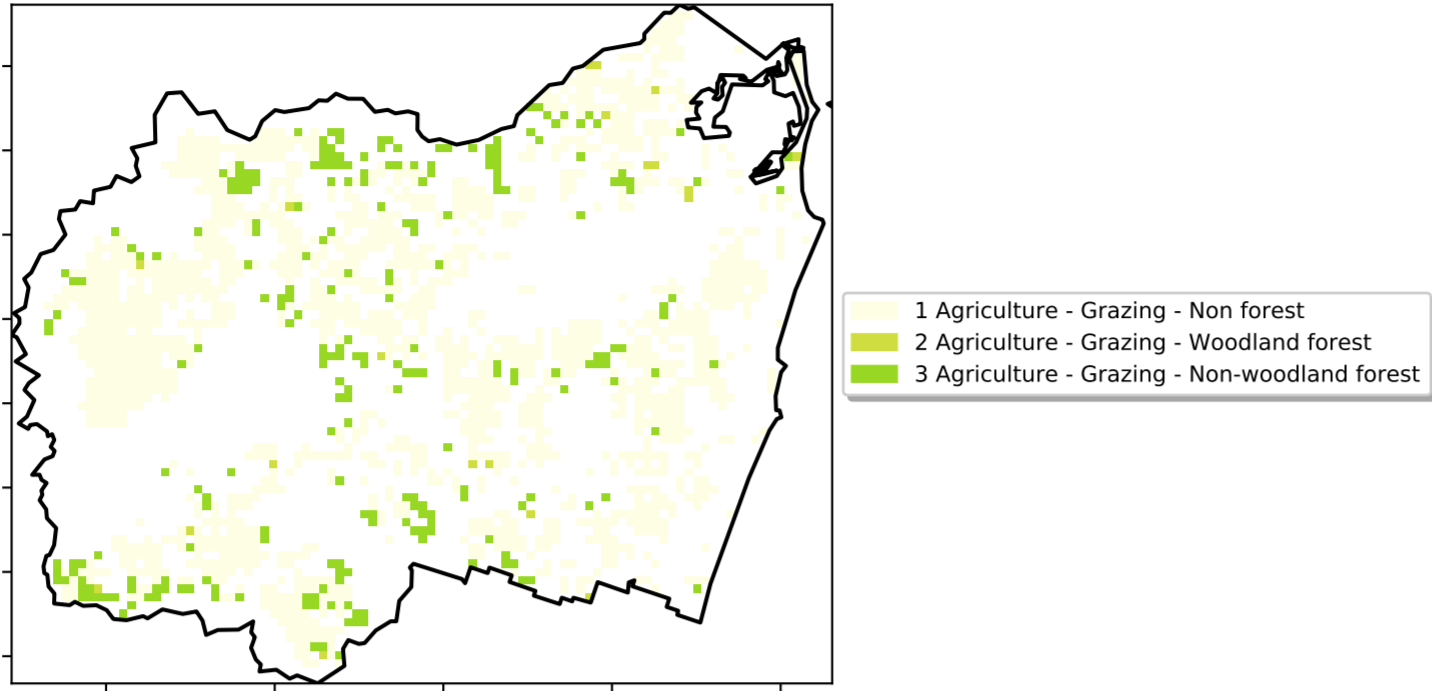 1 Agriculture - Grazing - Non forest
2 Agriculture - Grazing - Woodland forest
3 Agriculture - Grazing - Non-woodland forest